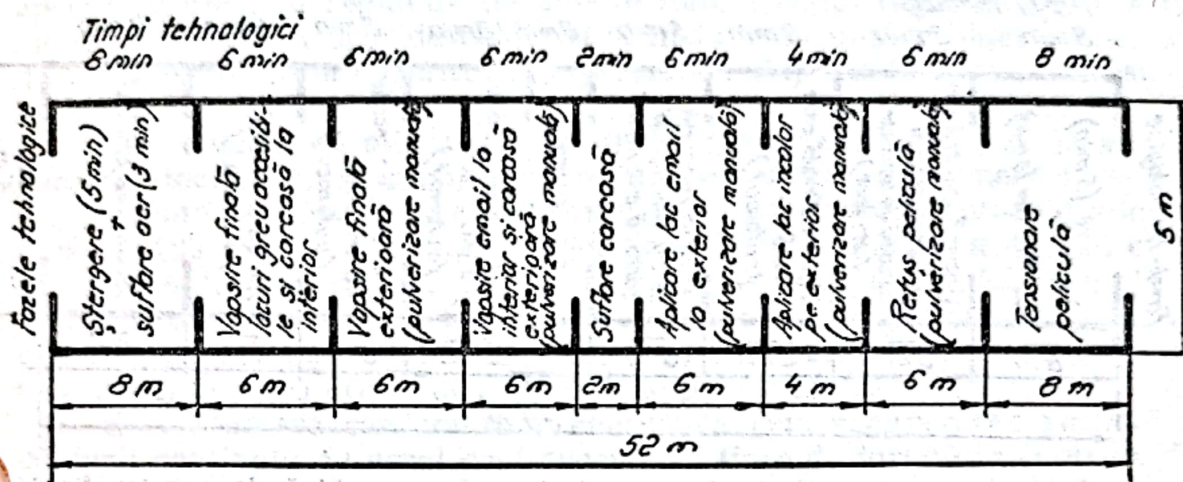 Timpi tehnologici
8 min 6 min 6 min 6 min 2 min 6 min 4 min 6 min 8 min
Fazele tehnologice
Ștergere (5 min)
+
suflare aer (3 min)
Vopsire finală
locuri greu accesibi-
le și carcasă la
interior
Vopsire finală
exterioară
(pulverizare manuală)
Vopsire email la
interior și carcasă
exterioară
(pulverizare manuală)
Suflare carcasă
Aplicare lac email
la exterior
(pulverizare manuală)
Aplicare lac incolor
pe exterior
(pulverizare manuală)
Retuș peliculă
(pulverizare manuală)
Tensionare
peliculă
5 m
8 m 6 m 6 m 6 m 2 m 6 m 4 m 6 m 8 m
52 m